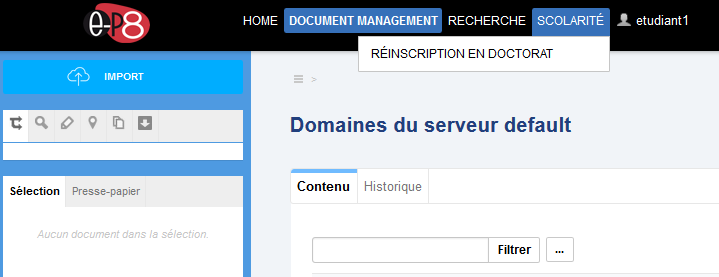 e-P8
HOME DOCUMENT MANAGEMENT RECHERCHE SCOLARITÉ etudiant1
RÉINSCRIPTION EN DOCTORAT
IMPORT
>
Domaines du serveur default
Sélection Presse-papier
Aucun document dans la sélection.
Contenu Historique
Filtrer ...